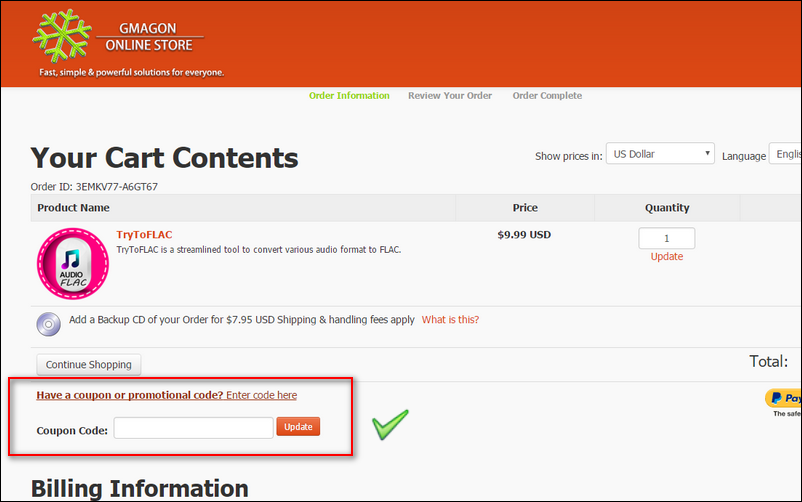 GMAGON
ONLINE STORE
Fast, simple & powerful solutions for everyone.
Order Information Review Your Order Order Complete
Your Cart Contents
Show prices in: US Dollar Language
Order ID: 3EMKV77-A6GT67
Product Name Price Quantity
TryToFLAC $9.99 USD 1
TryToFLAC is a streamlined tool to convert various audio format to FLAC.
Update
AUDIO
FLAC
Add a Backup CD of your Order for $7.95 USD Shipping & handling fees apply What is this?
Continue Shopping
Total:
Have a coupon or promotional code? Enter code here
The safe
Coupon Code: Update
Billing Information